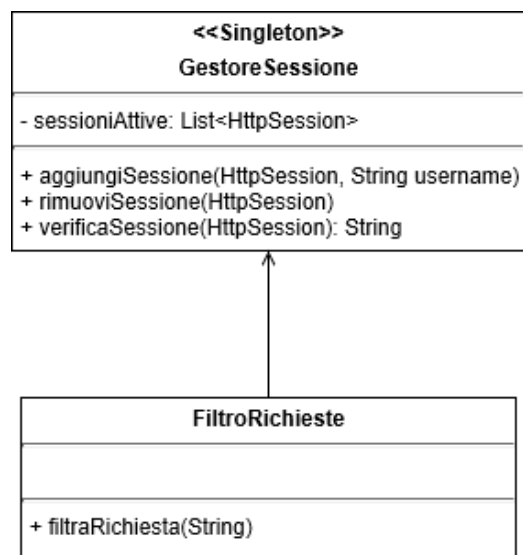 <<Singleton>>
GestoreSessione
- sessioniAttive: List<HttpSession>
+ aggiungiSessione(HttpSession, String username)
+ rimuoviSessione(HttpSession)
+ verificaSessione(HttpSession): String
FiltroRichieste
+ filtraRichiesta(String)